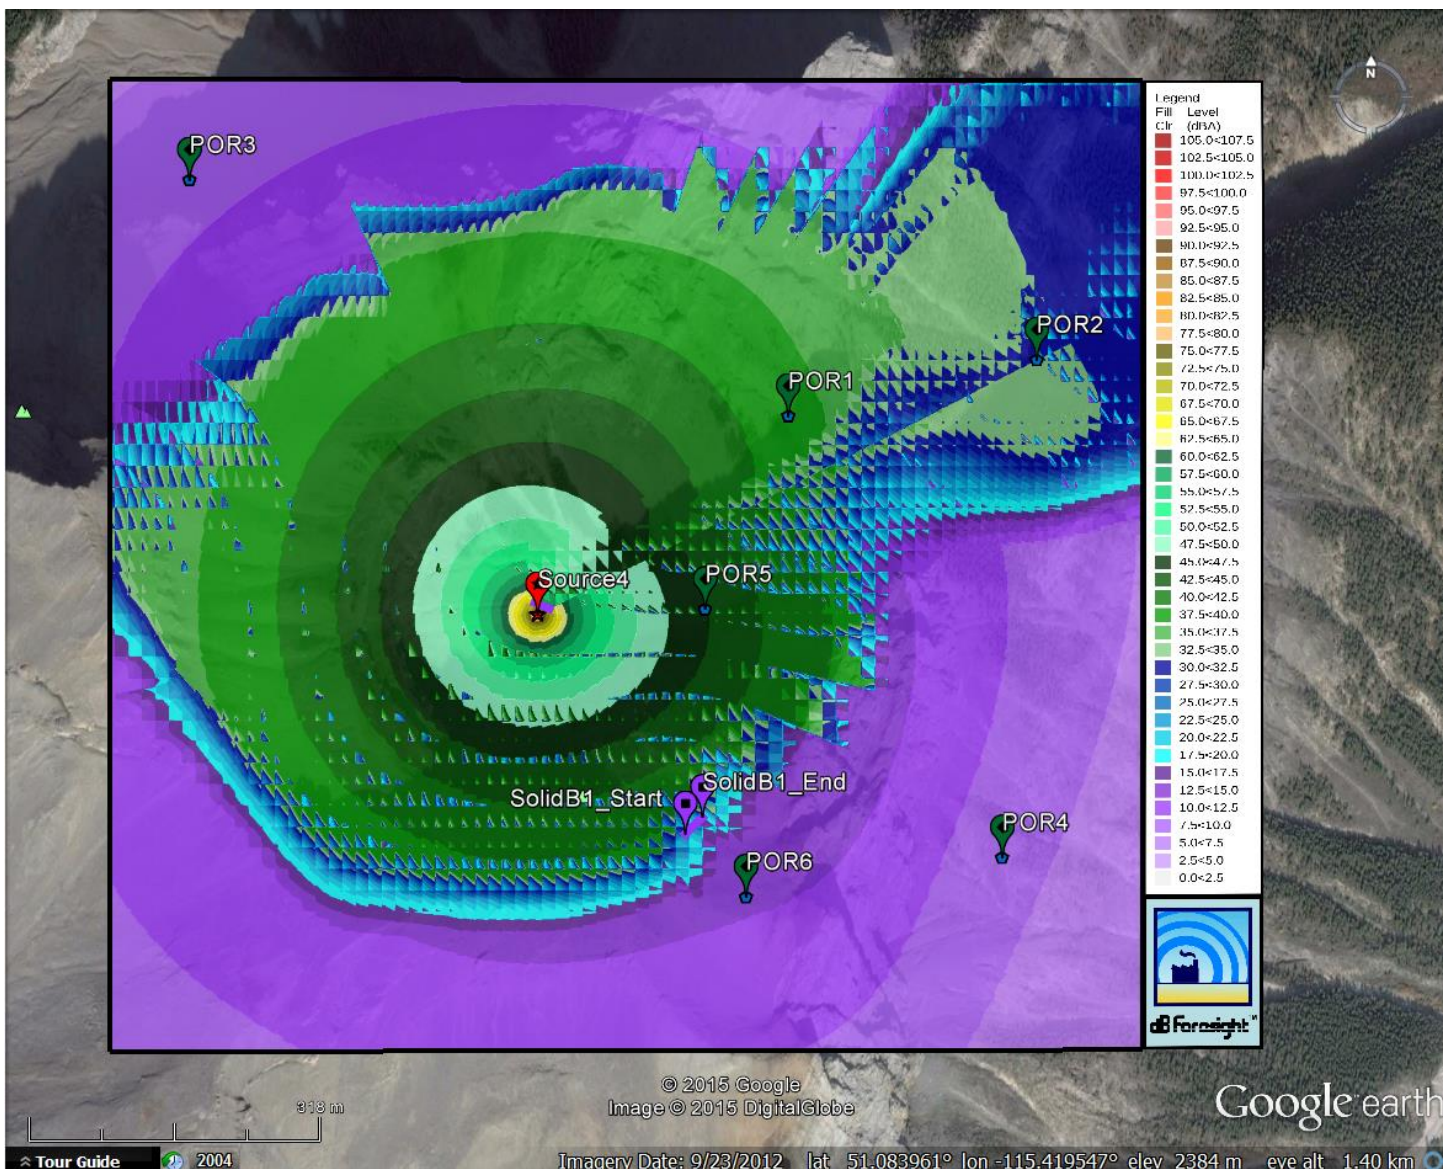 N
Legend
Fill Level
Clr (dBA)
105.0<107.5
102.5<105.0
100.0<102.5
97.5<100.0
95.0<97.5
92.5<95.0
90.0<92.5
87.5<90.0
85.0<87.5
82.5<85.0
80.0<82.5
77.5<80.0
75.0<77.5
72.5<75.0
70.0<72.5
67.5<70.0
65.0<67.5
62.5<65.0
60.0<62.5
57.5<60.0
55.0<57.5
52.5<55.0
50.0<52.5
47.5<50.0
45.0<47.5
42.5<45.0
40.0<42.5
37.5<40.0
35.0<37.5
32.5<35.0
30.0<32.5
27.5<30.0
25.0<27.5
22.5<25.0
20.0<22.5
17.5<20.0
15.0<17.5
12.5<15.0
10.0<12.5
7.5<10.0
5.0<7.5
2.5<5.0
0.0<2.5
POR3
POR2
POR1
POR5
Source4
SolidB1_End
SolidB1_Start
POR4
POR6
dB Foresight™
© 2015 Google
Image © 2015 DigitalGlobe
Google earth
318 m
Tour Guide
2004
Imagery Date: 9/23/2012 lat 51.083961° lon -115.419547° elev 2384 m eye alt 1.40 km